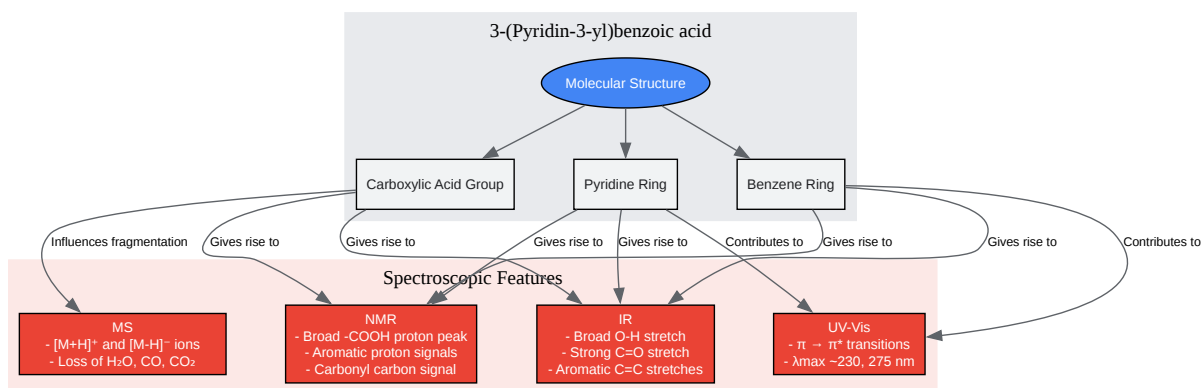 3-(Pyridin-3-yl)benzoic acid
Molecular Structure
Carboxylic Acid Group
Pyridine Ring
Benzene Ring
Influences fragmentation
Gives rise to
Gives rise to
Gives rise to
Gives rise to
Contributes to
Gives rise to
Gives rise to
Contributes to
Spectroscopic Features
MS
- [M+H]⁺ and [M-H]⁻ ions
- Loss of H₂O, CO, CO₂
NMR
- Broad -COOH proton peak
- Aromatic proton signals
- Carbonyl carbon signal
IR
- Broad O-H stretch
- Strong C=O stretch
- Aromatic C=C stretches
UV-Vis
- π → π* transitions
- λmax ~230, 275 nm